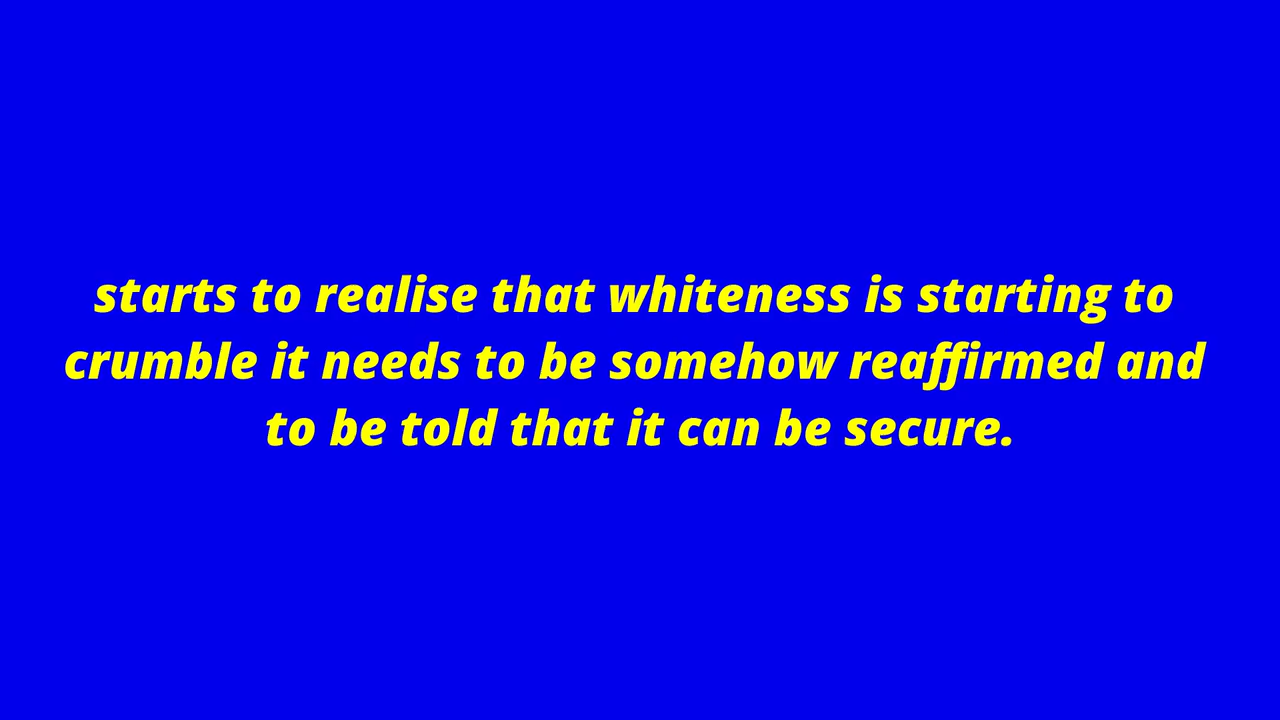 starts to realise that whiteness is starting to
crumble it needs to be somehow reaffirmed and
to be told that it can be secure.